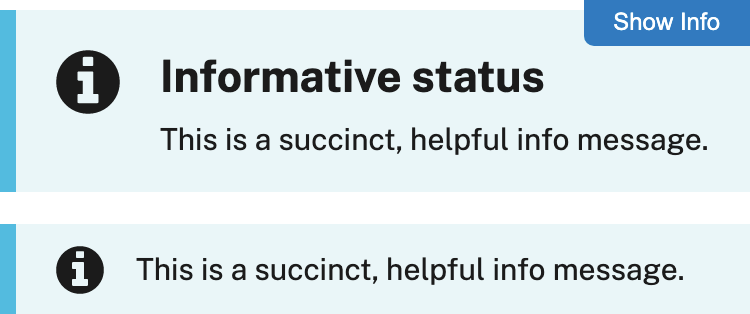 Show Info
Informative status
This is a succinct, helpful info message.
This is a succinct, helpful info message.